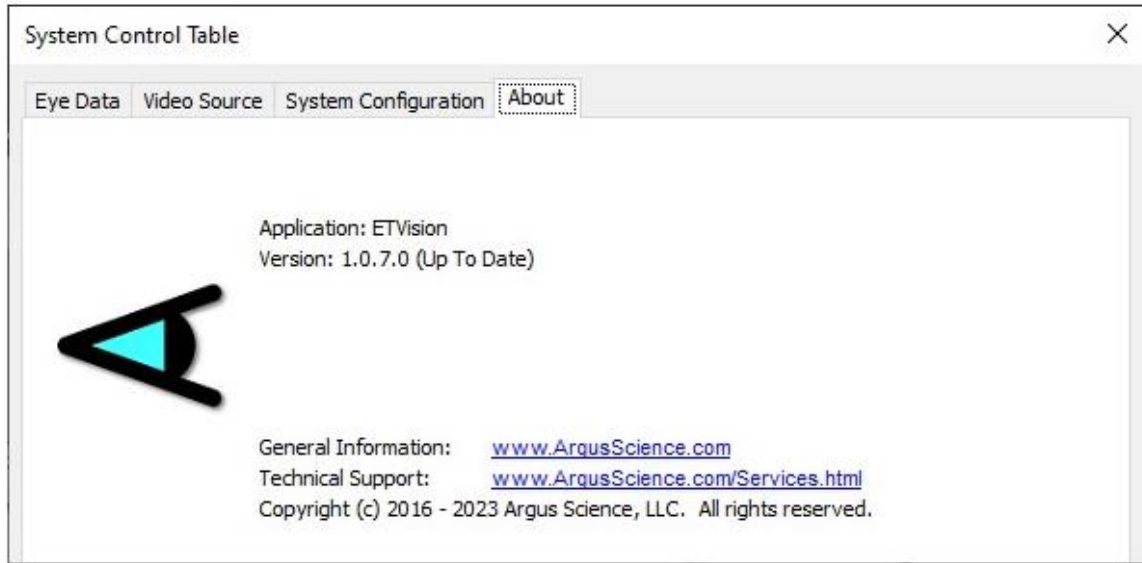 System Control Table
Eye Data Video Source System Configuration About
Application: ETVision
Version: 1.0.7.0 (Up To Date)
General Information: www.ArgusScience.com
Technical Support: www.ArgusScience.com/Services.html
Copyright (c) 2016 - 2023 Argus Science, LLC. All rights reserved.